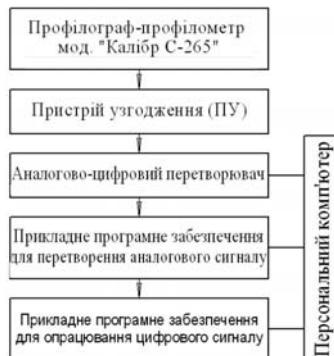 Профілограф-профілометр
мод. "Калібр С-265"
Пристрій узгодження (ПУ)
Аналогово-цифровий перетворювач
Прикладне програмне забезпечення
для перетворення аналогового сигналу
Прикладне програмне забезпечення
для опрацювання цифрового сигналу
Персональний комп'ютер